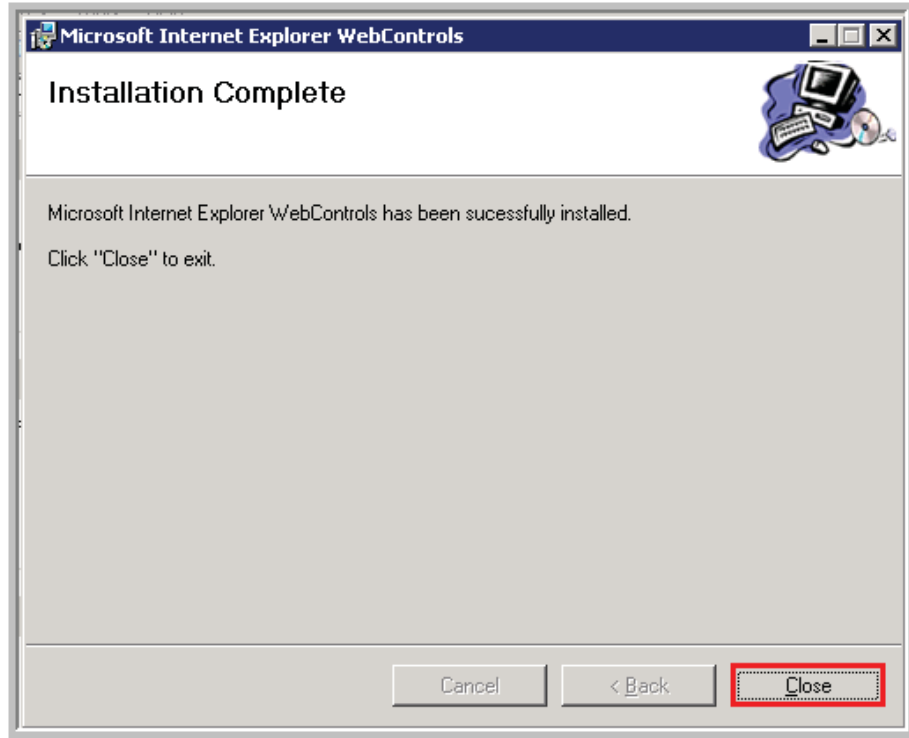 Microsoft Internet Explorer WebControls
Installation Complete
Microsoft Internet Explorer WebControls has been sucessfully installed.
Click "Close" to exit.
Cancel
< Back
Close